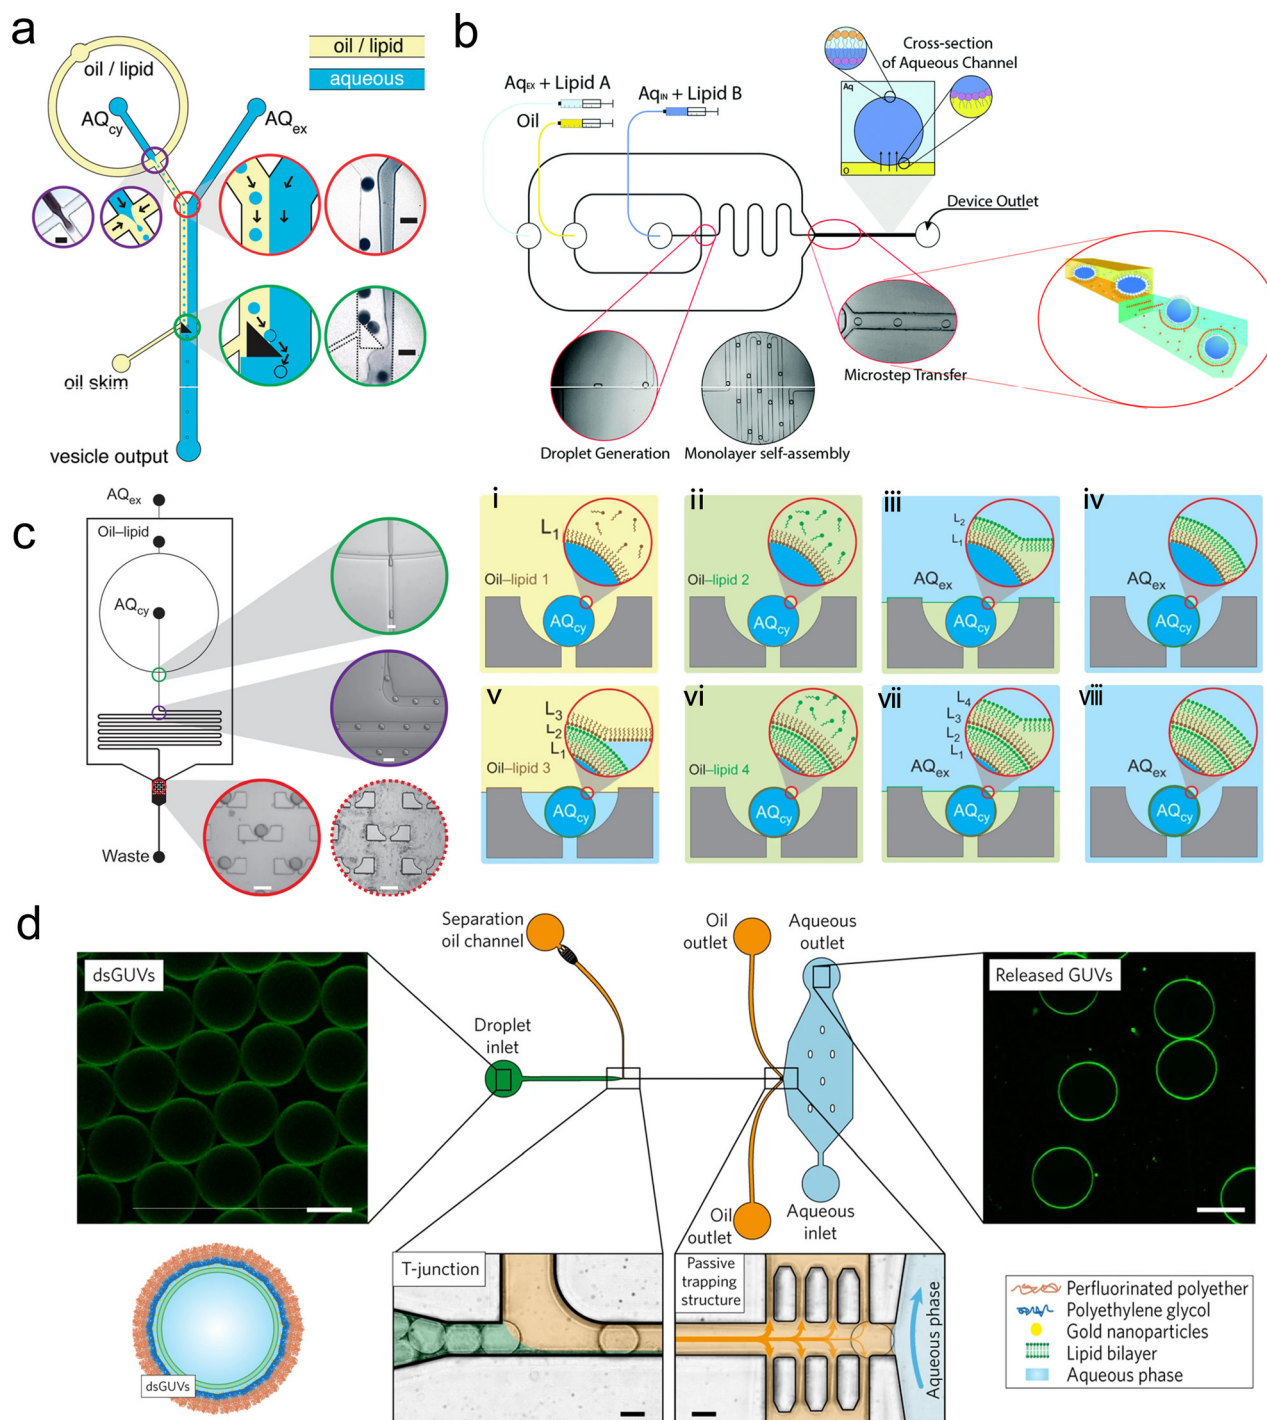 a
oil / lipid
aqueous
oil / lipid
AQcy
AQex
oil skim
vesicle output
b
Cross-section
of Aqueous Channel
AqEX + Lipid A
Oil
AqIN + Lipid B
Aq
O
Device Outlet
Microstep Transfer
Droplet Generation
Monolayer self-assembly
c
AQex
Oil–lipid
AQcy
Waste
i
L1
Oil–lipid 1
AQcy
ii
Oil–lipid 2
AQcy
iii
L2
L1
AQex
AQcy
iv
AQex
AQcy
v
L3
L2
L1
Oil–lipid 3
AQcy
vi
Oil–lipid 4
AQcy
vii
L4
L3
L2
L1
AQex
AQcy
viii
AQex
AQcy
d
dsGUVs
Separation
oil channel
Droplet
inlet
Oil
outlet
Aqueous
outlet
Released GUVs
Oil
outlet
Aqueous
inlet
T-junction
Passive
trapping
structure
Aqueous phase
dsGUVs
Perfluorinated polyether
Polyethylene glycol
Gold nanoparticles
Lipid bilayer
Aqueous phase